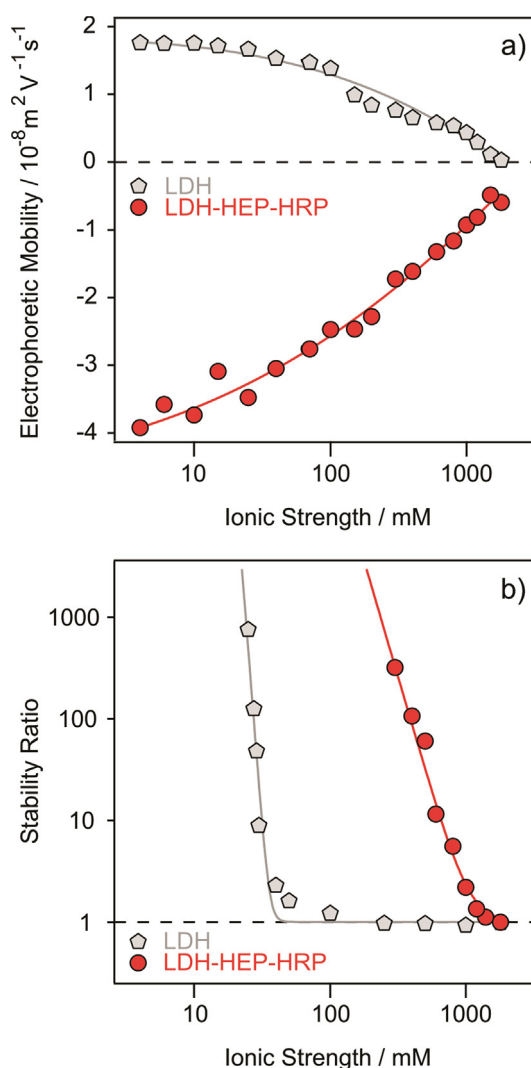 a)
Electrophoretic Mobility / 10⁻⁸m² V⁻¹s⁻¹
2
1
0
-1
-2
-3
-4
LDH
LDH-HEP-HRP
10 100 1000
Ionic Strength / mM
b)
Stability Ratio
1000
100
10
1
LDH
LDH-HEP-HRP
10 100 1000
Ionic Strength / mM